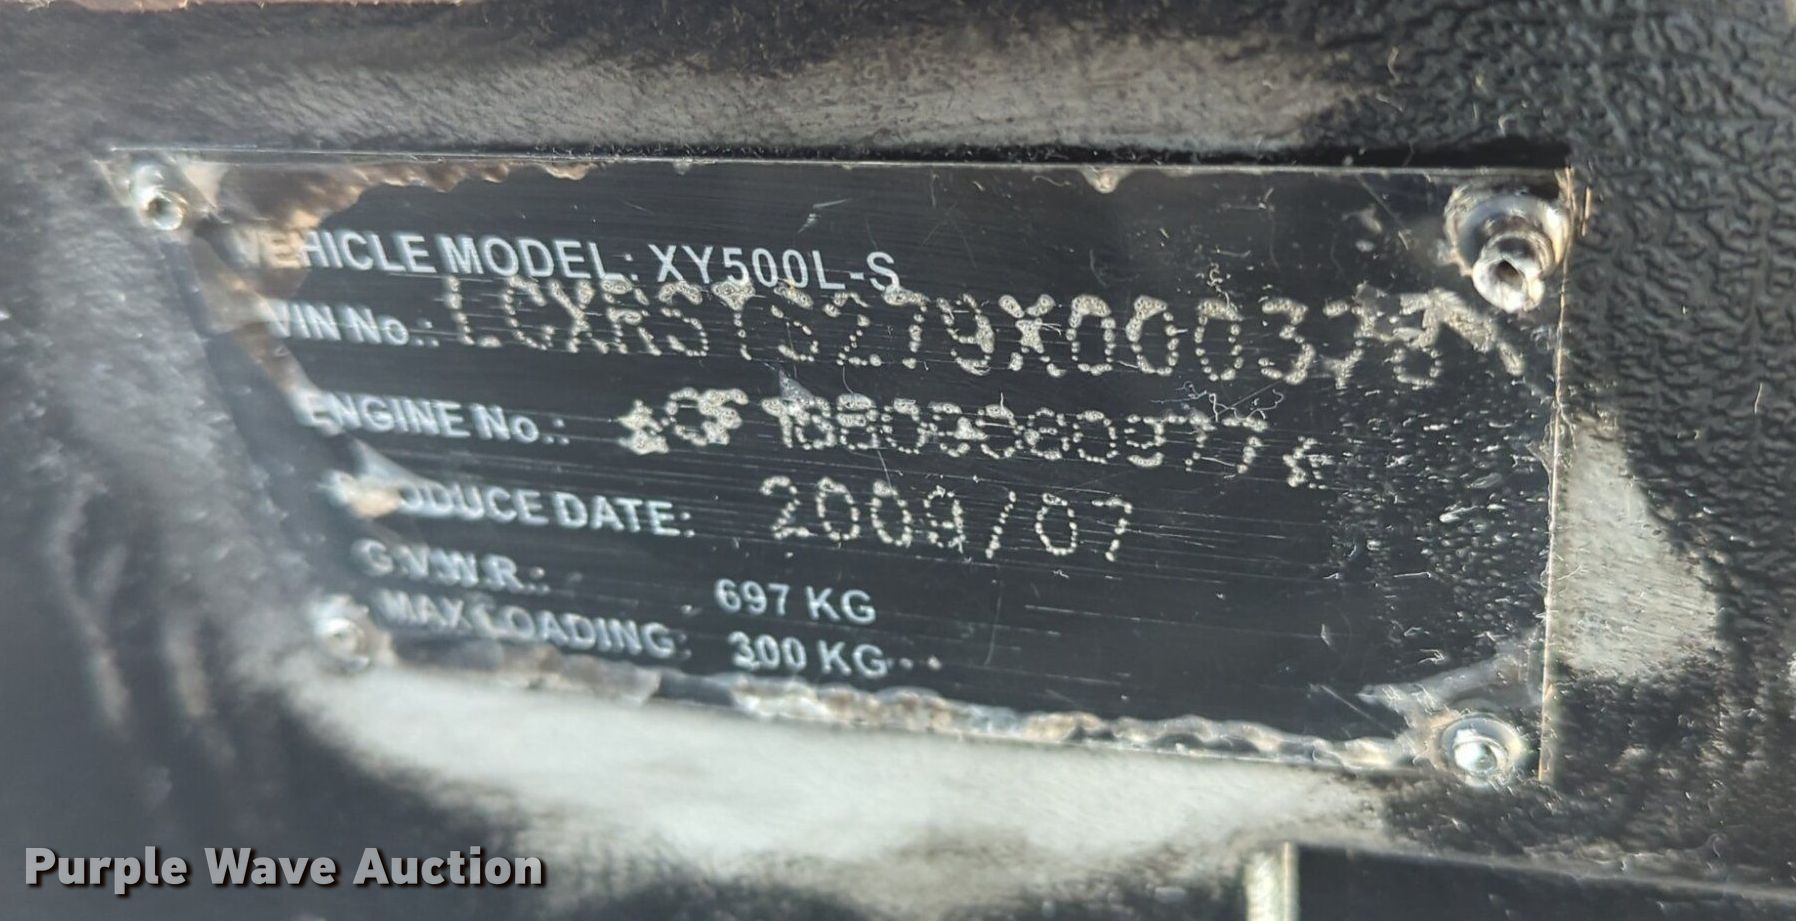 VEHICLE MODEL: XY500L-S
VIN No.:
ENGINE No.:
PRODUCE DATE: 2009/07
G.V.W.R.: 697 KG
MAX LOADING: 300 KG
Purple Wave Auction